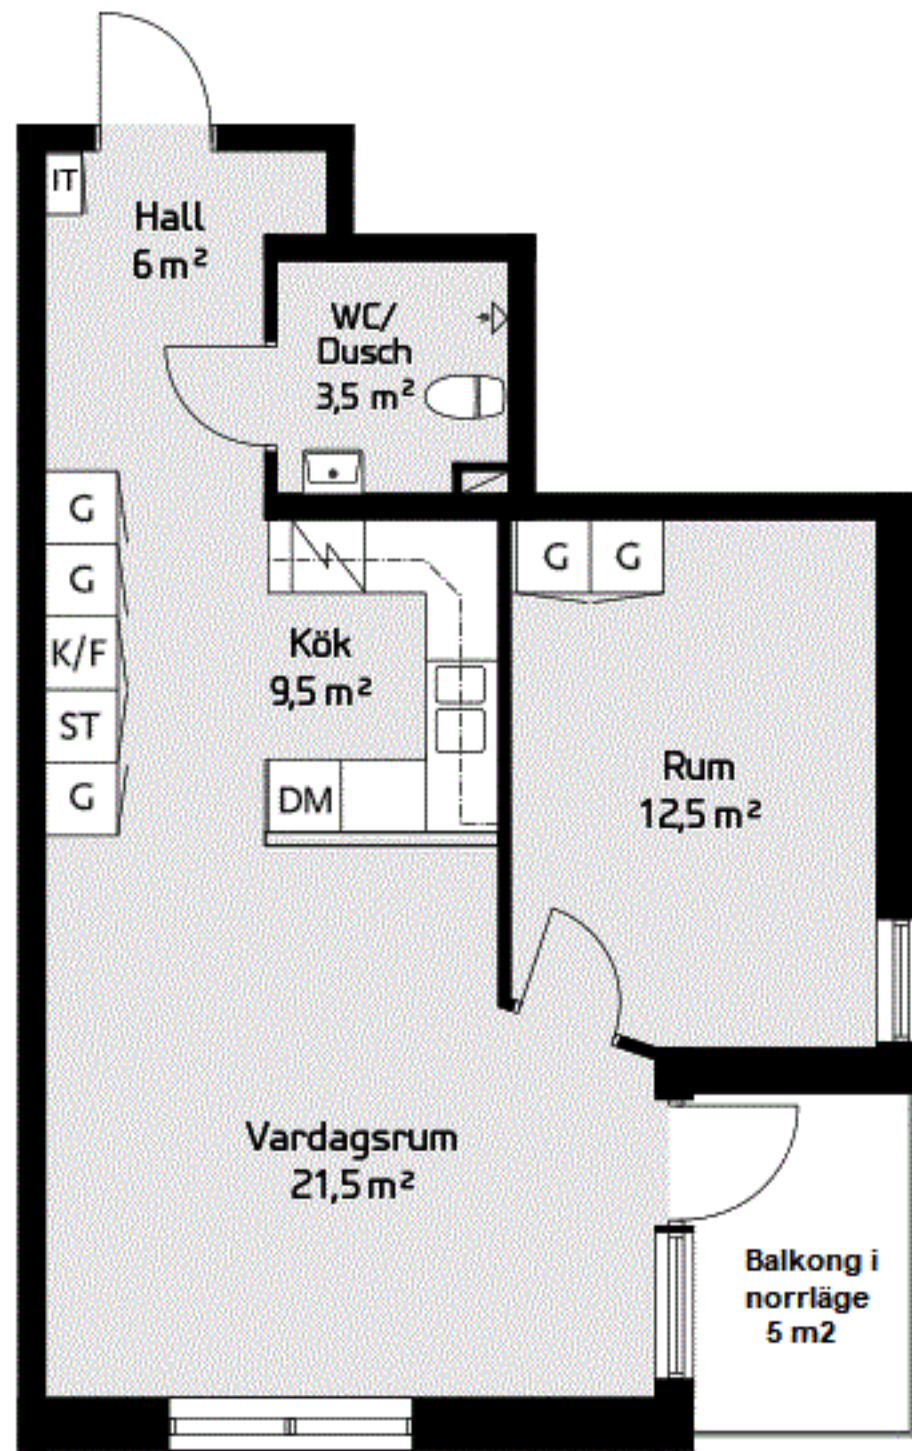 IT
Hall
6 m²
WC/
Dusch
3,5 m²
G
G
K/F
ST
G
Kök
9,5 m²
DM
G G
Rum
12,5 m²
Vardagsrum
21,5 m²
Balkong i
norrläge
5 m2